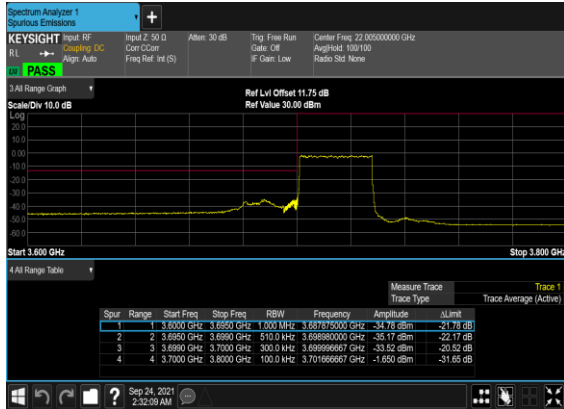 Spectrum Analyzer 1
Spurious Emissions
+
KEYSIGHT Input: RF Input Z: 50 Ω Atten: 30 dB Trig: Free Run Center Freq: 22.005000000 GHz
RL Coupling: DC Corr CCorr Gate: Off Avg|Hold: 100/100
Align: Auto Freq Ref: Int (S) IF Gain: Low Radio Std: None
PASS
3 All Range Graph
Ref Lvl Offset 11.75 dB
Scale/Div 10.0 dB Ref Value 30.00 dBm
Log
20.0
10.0
0.00
-10.0
-20.0
-30.0
-40.0
-50.0
-60.0
Start 3.600 GHz Stop 3.800 GHz
4 All Range Table
Measure Trace Trace 1
Trace Type Trace Average (Active)
Spur Range Start Freq Stop Freq RBW Frequency Amplitude ΔLimit
1 1 3.6000 GHz 3.6950 GHz 1.000 MHz 3.687875000 GHz -34.78 dBm -21.78 dB
2 2 3.6950 GHz 3.6990 GHz 510.0 kHz 3.698980000 GHz -35.17 dBm -22.17 dB
3 3 3.6990 GHz 3.7000 GHz 300.0 kHz 3.699996667 GHz -33.52 dBm -20.52 dB
4 4 3.7000 GHz 3.8000 GHz 100.0 kHz 3.701666667 GHz -1.650 dBm -31.65 dB
? Sep 24, 2021
2:32:09 AM